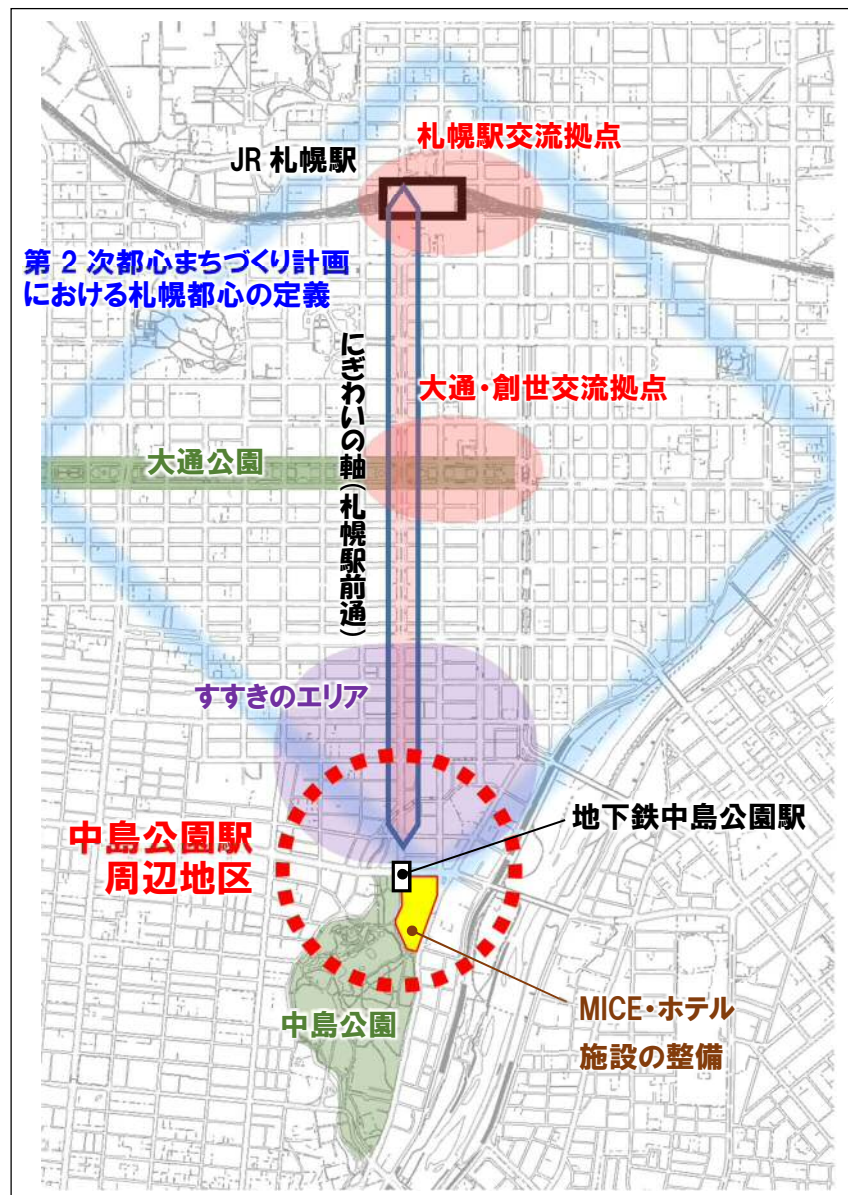 札幌駅交流拠点
JR 札幌駅
第 2 次都心まちづくり計画
における札幌都心の定義
にぎわいの軸(札幌駅前通)
大通・創世交流拠点
大通公園
すすきのエリア
中島公園駅
周辺地区
地下鉄中島公園駅
MICE・ホテル
施設の整備
中島公園